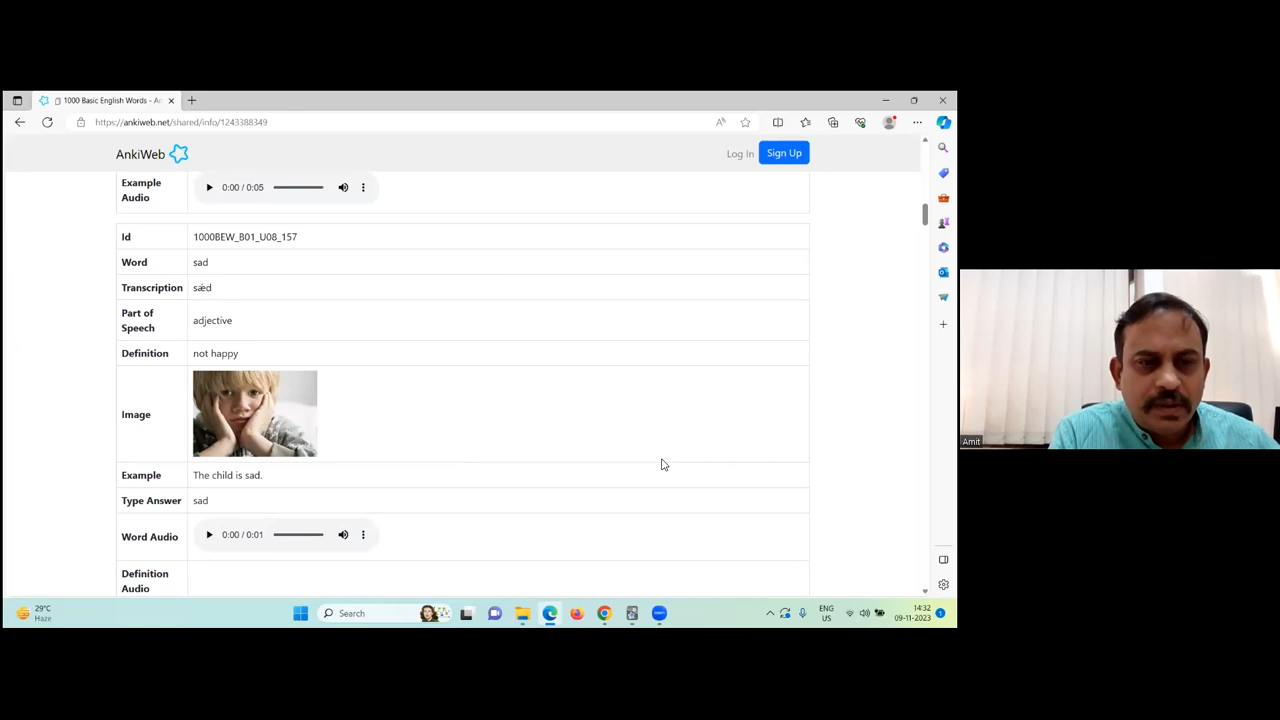 1000 Basic English Words - An
https://ankiweb.net/shared/info/1243388349
AnkiWeb
Log In
Sign Up
Example
Audio
0:00 / 0:05
Id
1000BEW_B01_U08_157
Word
sad
Transcription
sǽd
Part of
Speech
adjective
Definition
not happy
Image
Example
The child is sad.
Type Answer
sad
Word Audio
0:00 / 0:01
Definition
Audio
29°C
Haze
Search
ENG
US
14:32
09-11-2023
1
Amit